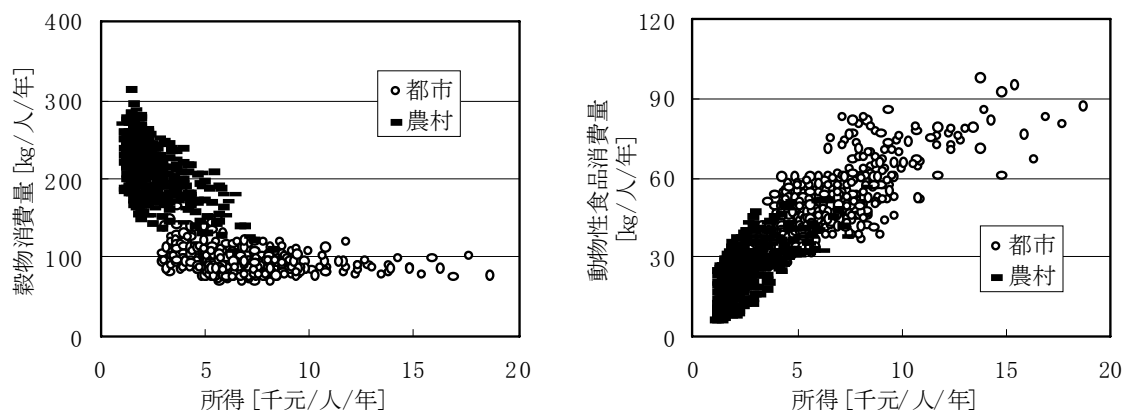 穀物消費量 [kg/人/年]
400
300
200
100
0
都市
農村
0 5 10 15 20
所得 [千元/人/年]
動物性食品消費量
[kg/人/年]
120
90
60
30
0
都市
農村
0 5 10 15 20
所得 [千元/人/年]